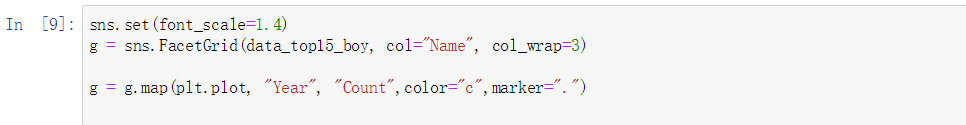 In [9]: sns.set(font_scale=1.4)
g = sns.FacetGrid(data_top15_boy, col="Name", col_wrap=3)
g = g.map(plt.plot, "Year", "Count",color="c",marker=".")